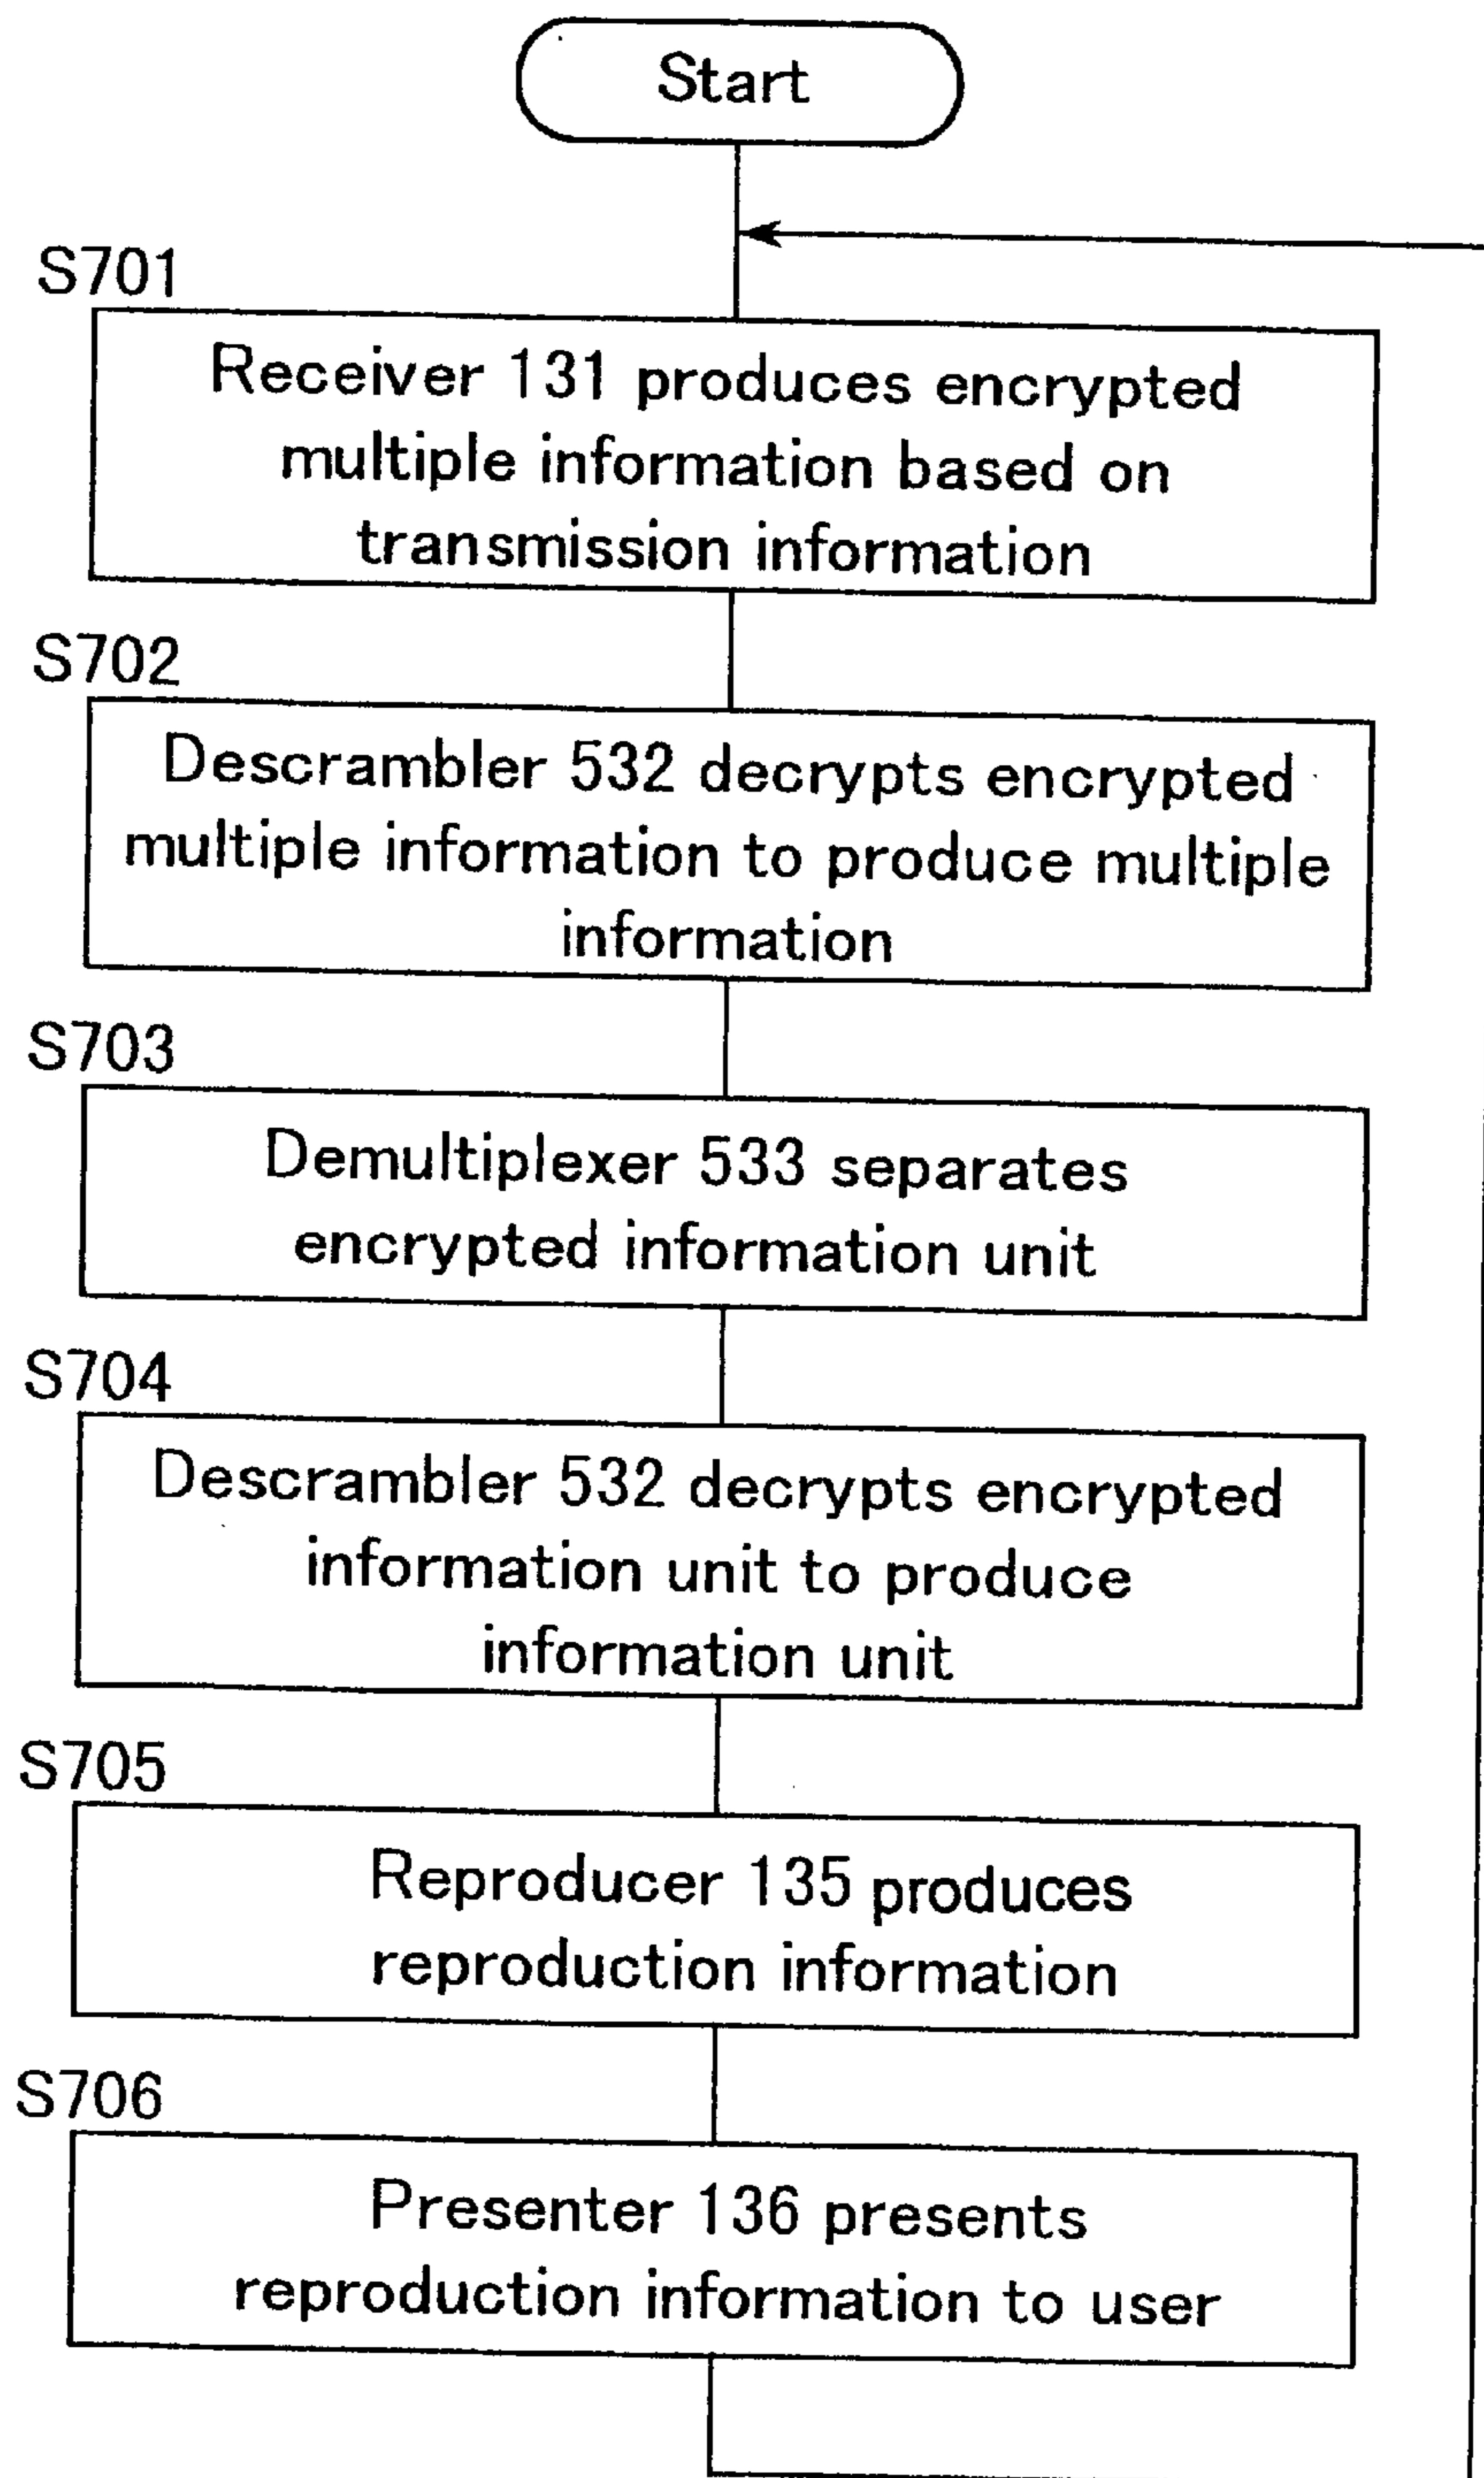 Start
S701
Receiver 131 produces encrypted
multiple information based on
transmission information
S702
Descrambler 532 decrypts encrypted
multiple information to produce multiple
information
S703
Demultiplexer 533 separates
encrypted information unit
S704
Descrambler 532 decrypts encrypted
information unit to produce
information unit
S705
Reproducer 135 produces
reproduction information
S706
Presenter 136 presents
reproduction information to user